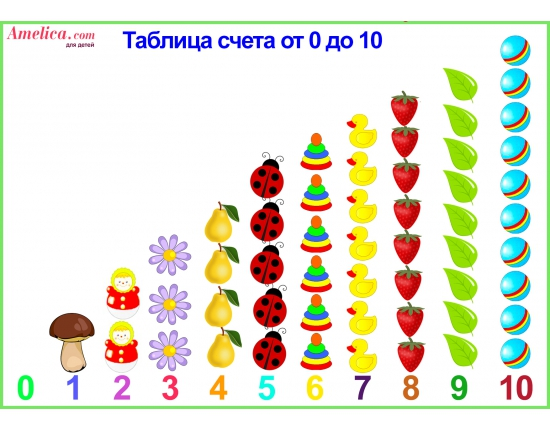 Amelica.com
для детей
Таблица счета от 0 до 10
0 1 2 3 4 5 6 7 8 9 10